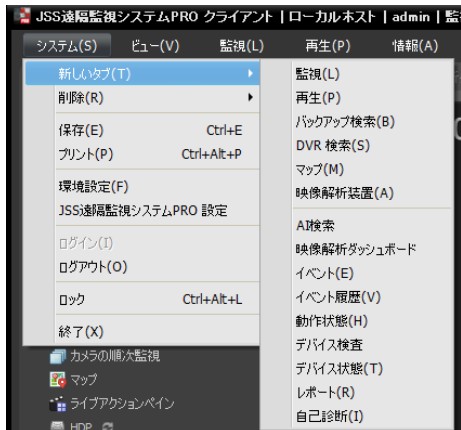 JSS遠隔監視システムPRO クライアント | ローカルホスト | admin | 監
システム(S) ビュー(V) 監視(L) 再生(P) 情報(A)
新しいタブ(T)
削除(R)
保存(E) Ctrl+E
プリント(P) Ctrl+Alt+P
環境設定(F)
JSS遠隔監視システムPRO 設定
ログイン(I)
ログアウト(O)
ロック Ctrl+Alt+L
終了(X)
監視(L)
再生(P)
バックアップ検索(B)
DVR 検索(S)
マップ(M)
映像解析装置(A)
AI検索
映像解析ダッシュボード
イベント(E)
イベント履歴(V)
動作状態(H)
デバイス検査
デバイス状態(T)
レポート(R)
自己診断(I)
カメラの順次監視
マップ
ライブアクションペイン
HDP